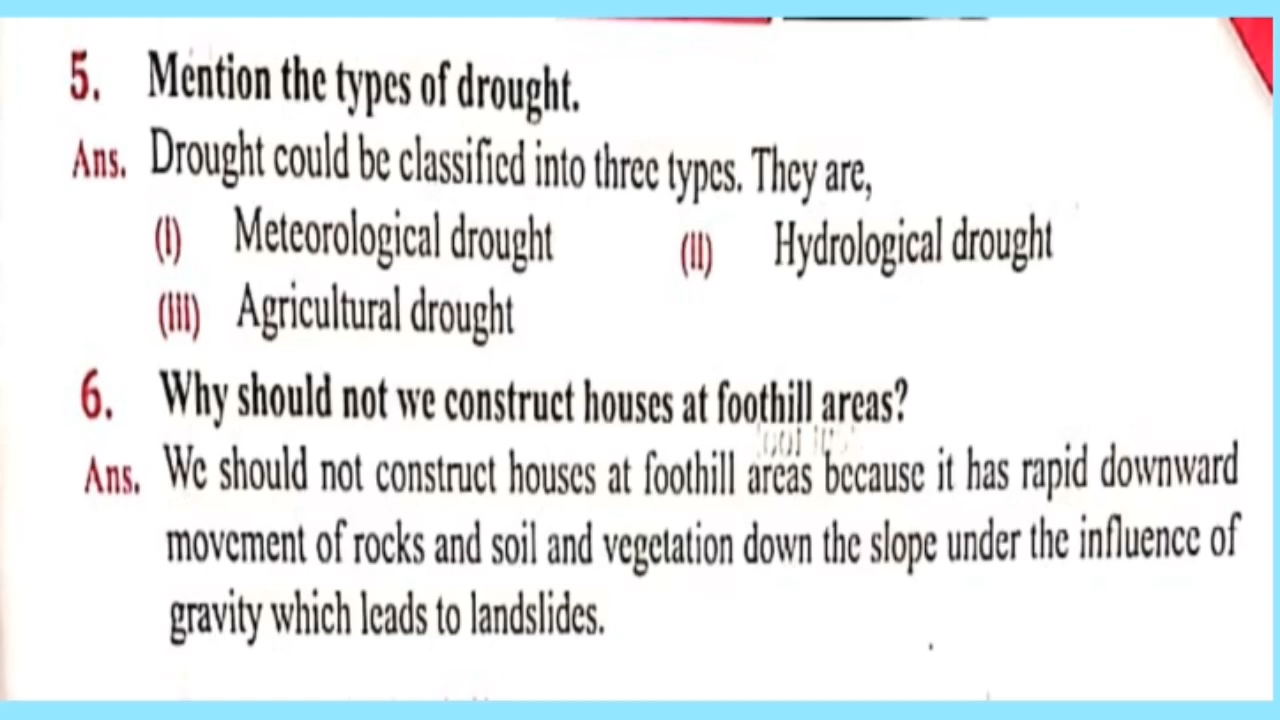 5. Mention the types of drought.
Ans. Drought could be classified into three types. They are,
(i) Meteorological drought (ii) Hydrological drought
(iii) Agricultural drought
6. Why should not we construct houses at foothill areas?
Ans. We should not construct houses at foothill areas because it has rapid downward
movement of rocks and soil and vegetation down the slope under the influence of
gravity which leads to landslides.